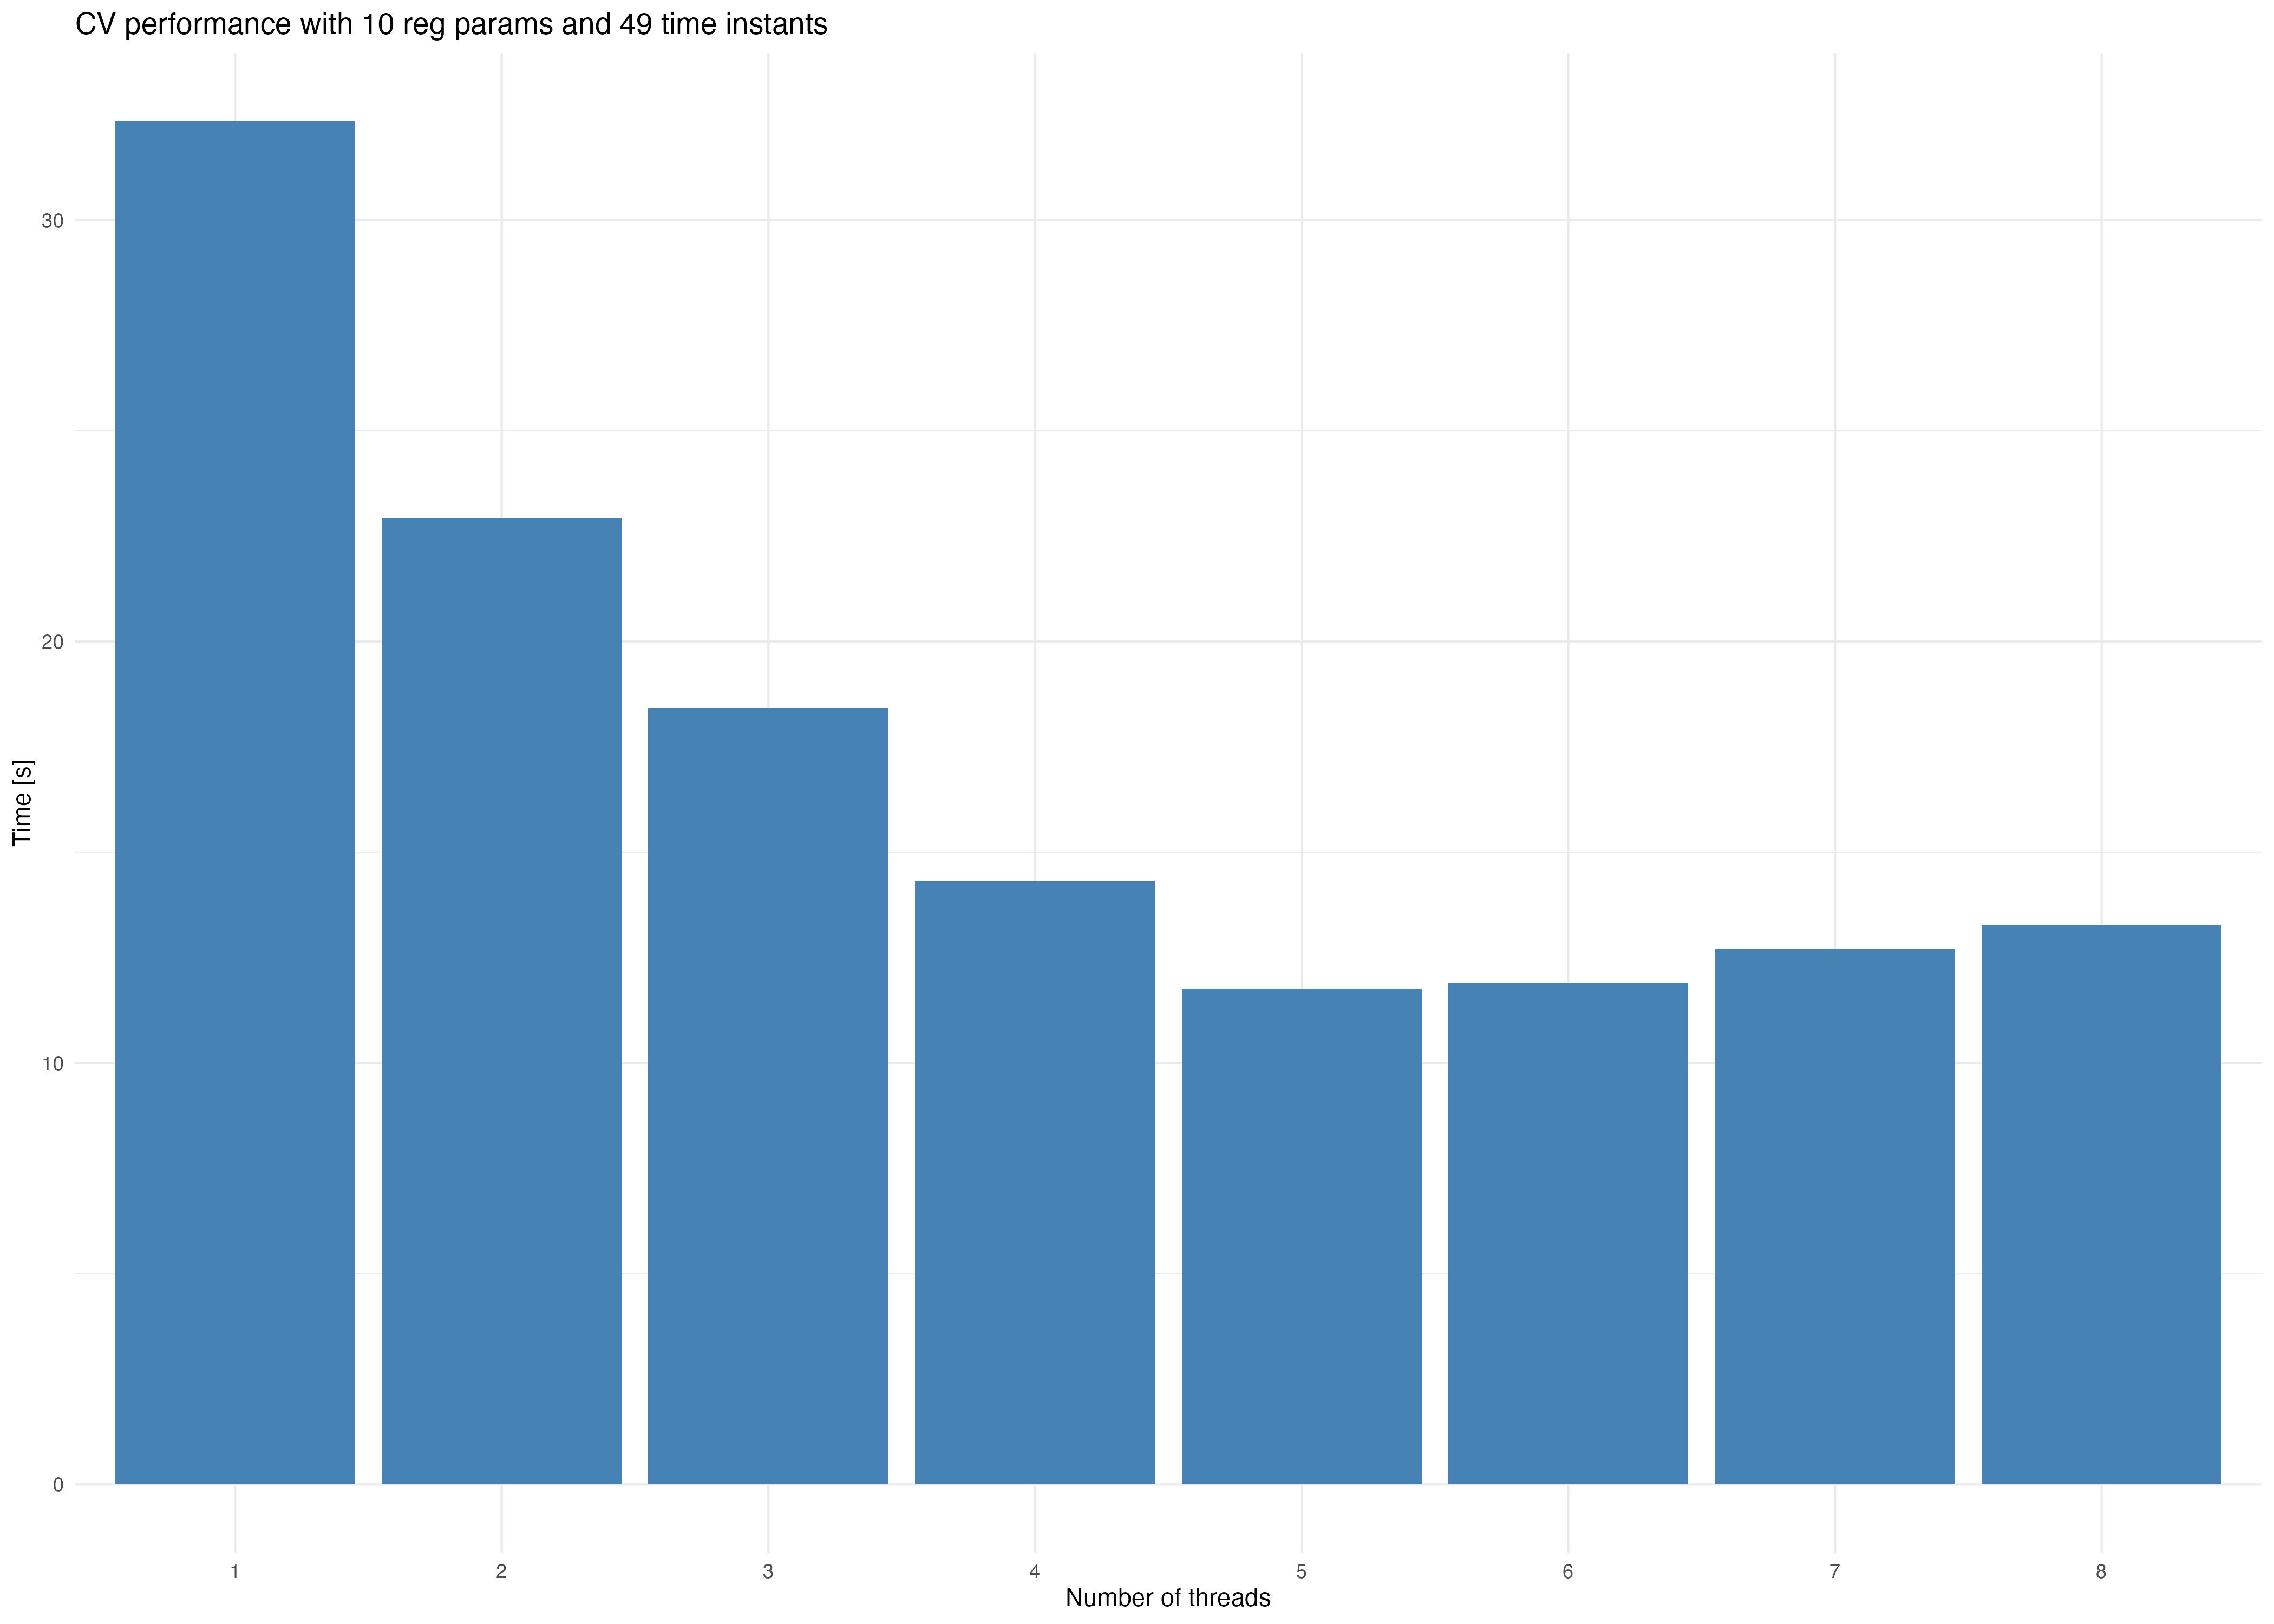 CV performance with 10 reg params and 49 time instants
30
20
10
0
Time [s]
1 2 3 4 5 6 7 8
Number of threads